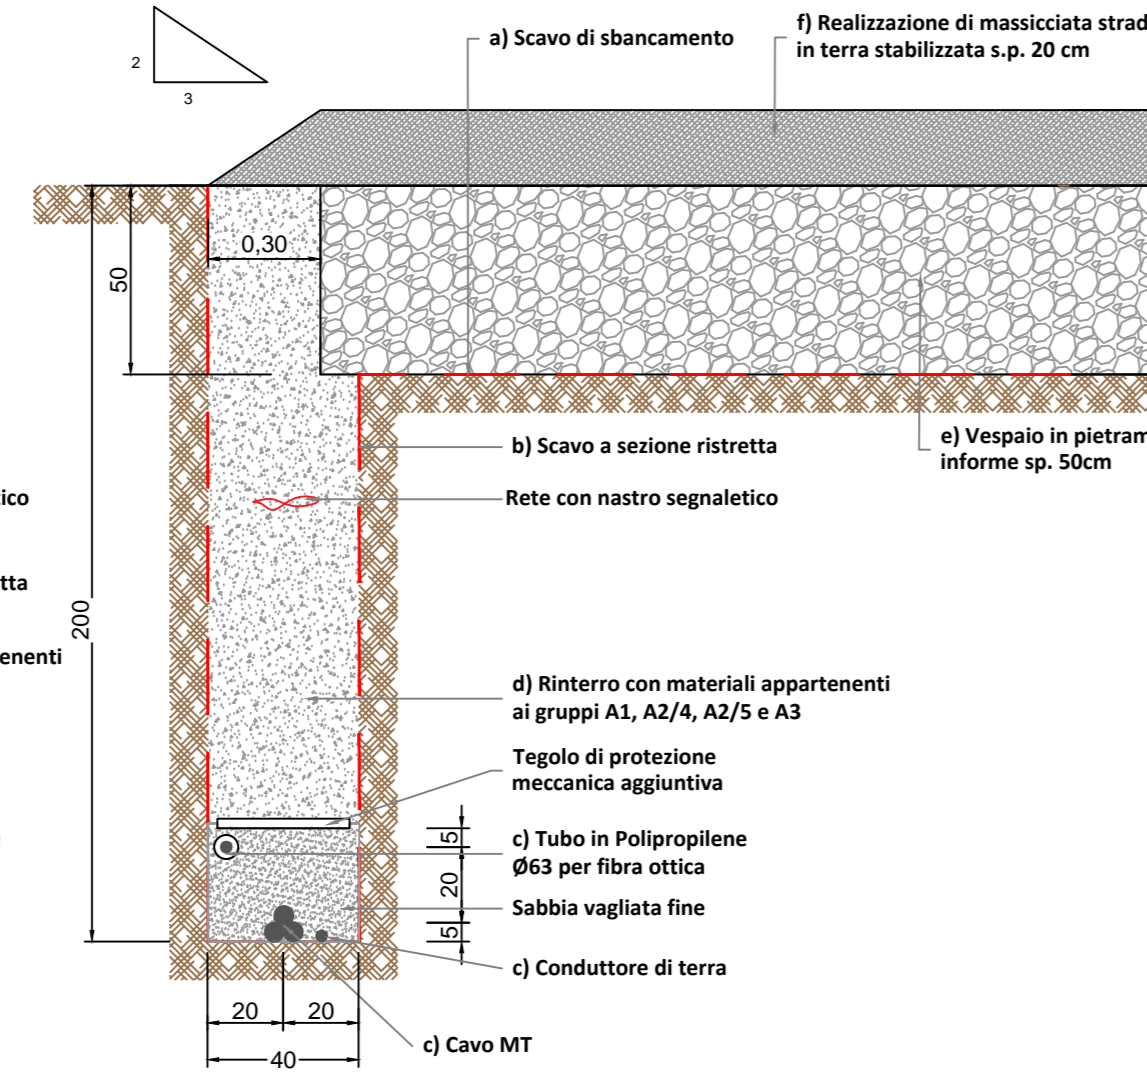 2
3
a) Scavo di sbancamento
f) Realizzazione di massicciata strad
in terra stabilizzata s.p. 20 cm
0,30
50
b) Scavo a sezione ristretta
e) Vespaio in pietram
informe sp. 50cm
tico
Rete con nastro segnaletico
etta
200
enenti
d) Rinterro con materiali appartenenti
ai gruppi A1, A2/4, A2/5 e A3
Tegolo di protezione
meccanica aggiuntiva
5
c) Tubo in Polipropilene
Ø63 per fibra ottica
20
Sabbia vagliata fine
5
c) Conduttore di terra
20
20
c) Cavo MT
40